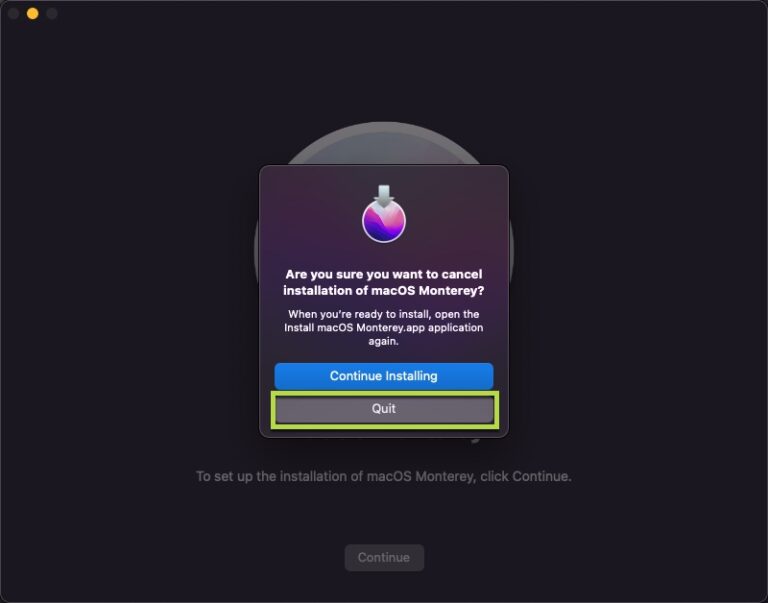 Are you sure you want to cancel
installation of macOS Monterey?
When you're ready to install, open the
Install macOS Monterey.app application
again.
Continue Installing
Quit
To set up the installation of macOS Monterey, click Continue.
Continue